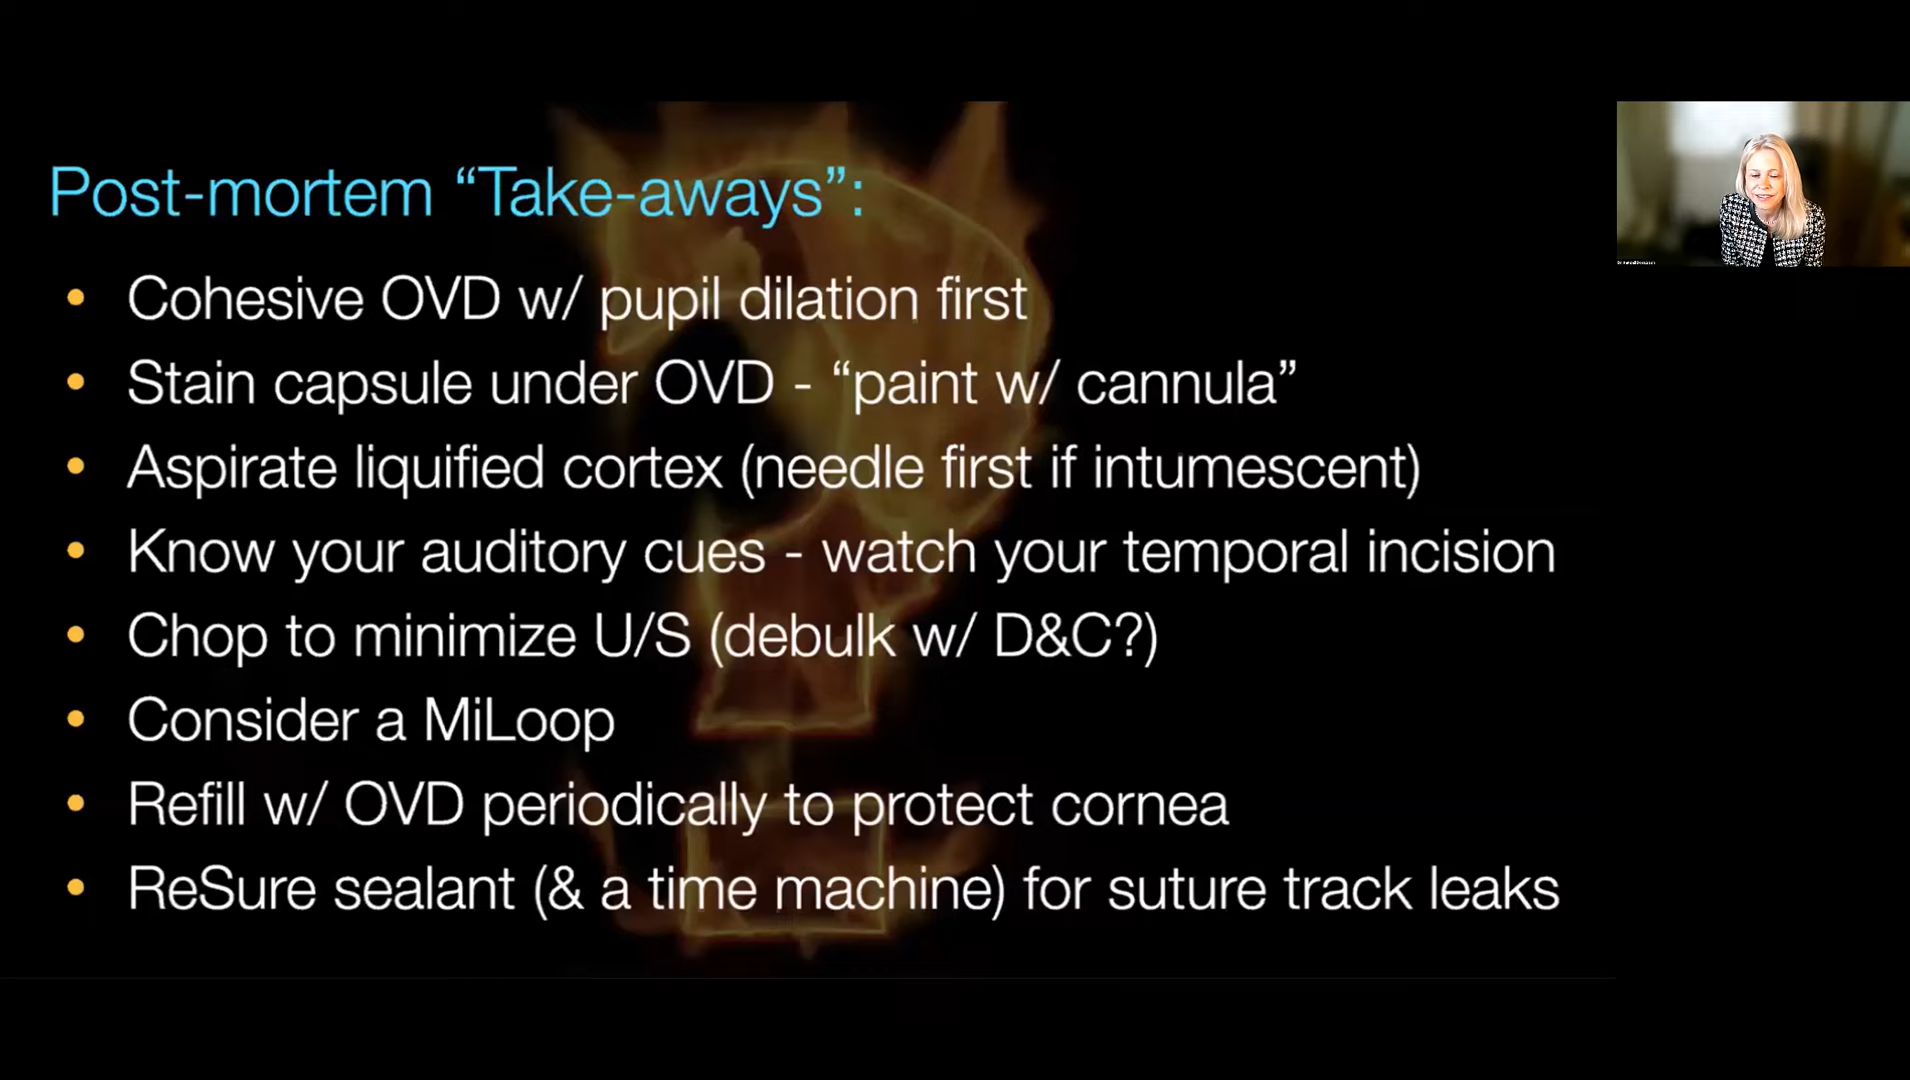 Post-mortem “Take-aways”:
• Cohesive OVD w/ pupil dilation first
• Stain capsule under OVD - “paint w/ cannula”
• Aspirate liquified cortex (needle first if intumescent)
• Know your auditory cues - watch your temporal incision
• Chop to minimize U/S (debulk w/ D&C?)
• Consider a MiLoop
• Refill w/ OVD periodically to protect cornea
• ReSure sealant (& a time machine) for suture track leaks